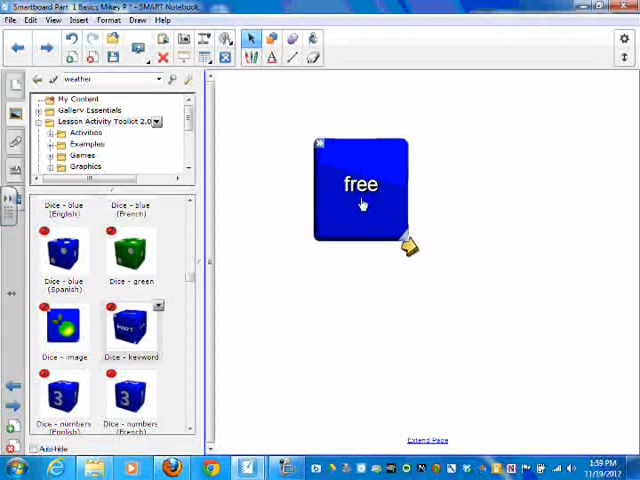 Smartboard Part 1 Basics Mikey P * - SMART Notebook
File Edit View Insert Format Draw Help
weather
My Content
Gallery Essentials
Lesson Activity Toolkit 2.0
Activities
Examples
Games
Graphics
Dice - blue (English)
Dice - blue (French)
Dice - blue (Spanish)
Dice - green
Dice - image
Dice - keyword
3
3
Dice - numbers (English)
Dice - numbers (French)
Auto-hide
free
Extend Page
1:59 PM
11/19/2012